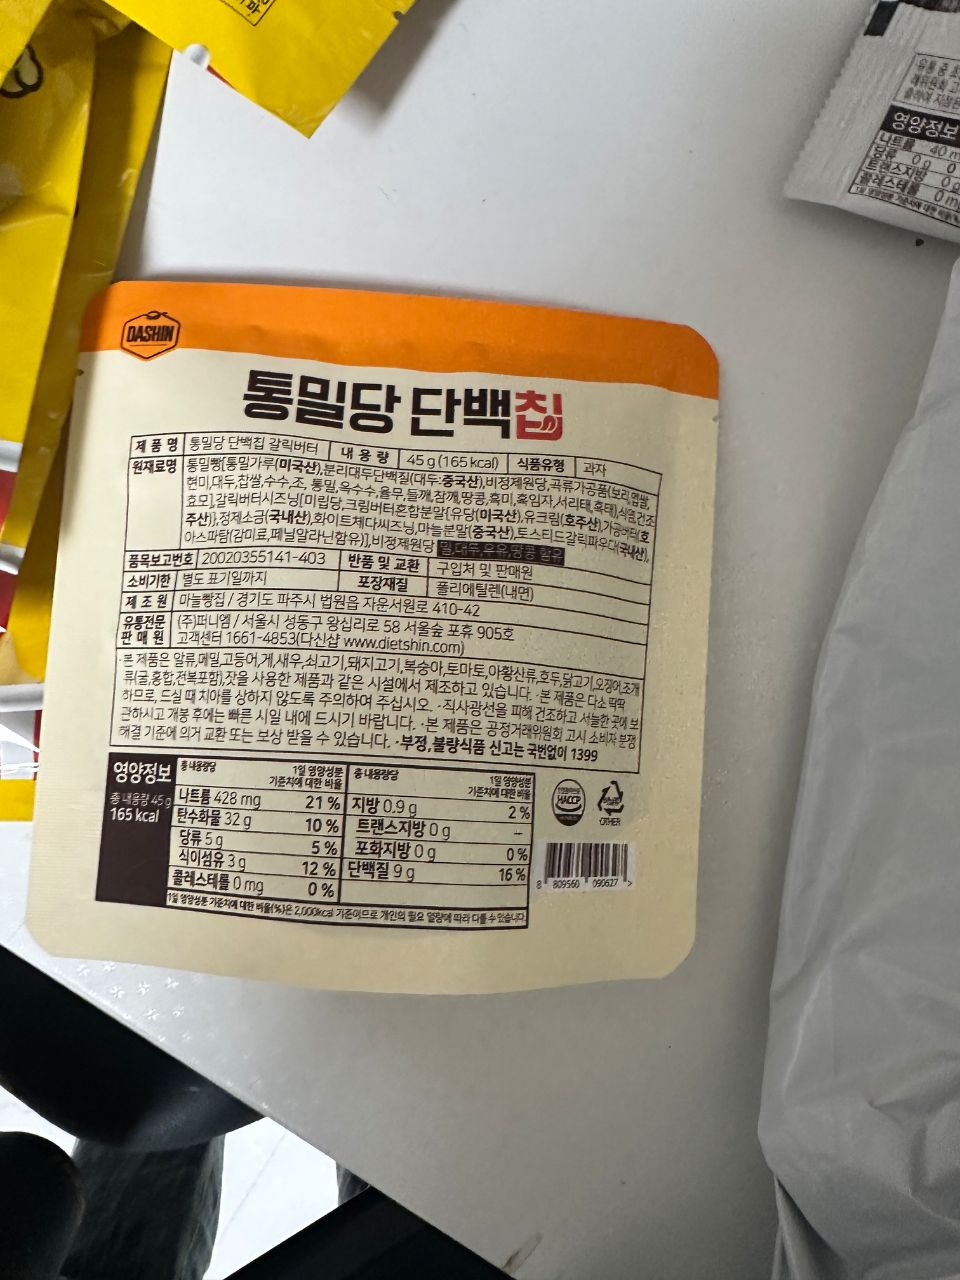 DASHIN
통밀당 단백칩
제 품 명 통밀당 단백칩 갈릭버터 내 용 량 45 g (165 kcal) 식품유형 과자
원재료명 통밀빵{통밀가루(미국산),분리대두단백질(대두:중국산),비정제원당,곡류가공품(보리,멥쌀,
현미,대두,찹쌀,수수,조, 통밀,옥수수,율무,들깨,참깨,땅콩,흑미,흑임자,서리태,흑태),식염,건조
효모},갈릭버터시즈닝{미립당,크림버터혼합분말(유당(미국산),유크림(호주산),가공버터(호
주산)),정제소금(국내산),화이트체다씨즈닝,마늘분말(중국산),토스티드갈릭파우다(국내산),
아스파탐(감미료,페닐알라닌함유)},비정제원당 밀,대두,우유,땅콩 함유
품목보고번호 20020355141-403 반품 및 교환 구입처 및 판매원
소비기한 별도 표기일까지 포장재질 폴리에틸렌(내면)
제 조 원 마늘빵집 / 경기도 파주시 법원읍 자운서원로 410-42
유통전문 (주)퍼니엠 / 서울시 성동구 왕십리로 58 서울숲 포휴 905호
판 매 원 고객센터 1661-4853(다신샵 www.dietshin.com)
·본 제품은 알류,메밀,고등어,게,새우,쇠고기,돼지고기,복숭아,토마토,아황산류,호두,닭고기,오징어,조개
류(굴,홍합,전복포함),잣을 사용한 제품과 같은 시설에서 제조하고 있습니다. ·본 제품은 다소 딱딱
하므로, 드실 때 치아를 상하지 않도록 주의하여 주십시오. ·직사광선을 피해 건조하고 서늘한 곳에 보
관하시고 개봉 후에는 빠른 시일 내에 드시기 바랍니다. ·본 제품은 공정거래위원회 고시 소비자 분쟁
해결 기준에 의거 교환 또는 보상 받을 수 있습니다. ·부정,불량식품 신고는 국번없이 1399
영양정보
총 내용량 45 g
165 kcal
총 내용량당 1일 영양성분 기준치에 대한 비율 총 내용량당 1일 영양성분 기준치에 대한 비율
나트륨 428 mg 21 % 지방 0.9 g 2 %
탄수화물 32 g 10 % 트랜스지방 0 g –
당류 5 g 5 % 포화지방 0 g 0 %
식이섬유 3 g 12 % 단백질 9 g 16 %
콜레스테롤 0 mg 0 %
1일 영양성분 기준치에 대한 비율(%)은 2,000kcal 기준이므로 개인의 필요 열량에 따라 다를 수 있습니다.
HACCP
OTHER
8 809560 090627 >
영양정보
나트륨 40 m
당류 0 g 0
트랜스지방 0 g
콜레스테롤 0 mg